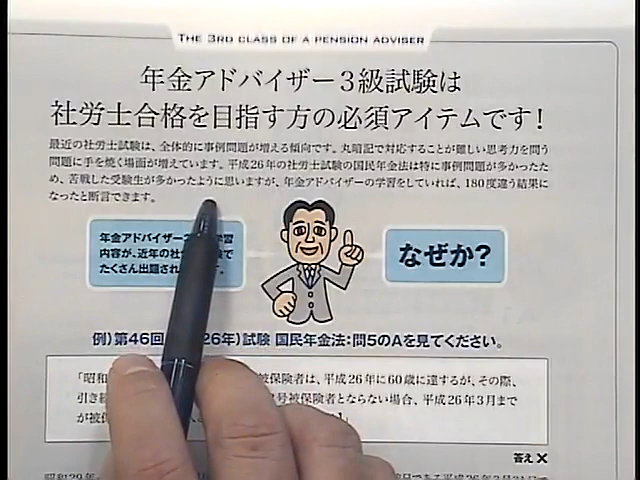 THE 3RD CLASS OF A PENSION ADVISER
年金アドバイザー3級試験は
社労士合格を目指す方の必須アイテムです!
最近の社労士試験は、全体的に事例問題が増える傾向です。丸暗記で対応することが難しい思考力を問う
問題に手を焼く場面が増えています。平成26年の社労士試験の国民年金法は特に事例問題が多かったた
め、苦戦した受験生が多かったように思いますが、年金アドバイザーの学習をしていれば、180度違う結果に
なったと断言できます。
年金アドバイザー 学習
内容が、近年の社 験で
たくさん出題され す。
なぜか?
例)第46回 26年)試験 国民年金法:問5のAを見てください。
「昭和 被保険者は、平成26年に60歳に達するが、その際、
引き 号被保険者とならない場合、平成26年3月まで
が被保 」
答え ×
昭和29年